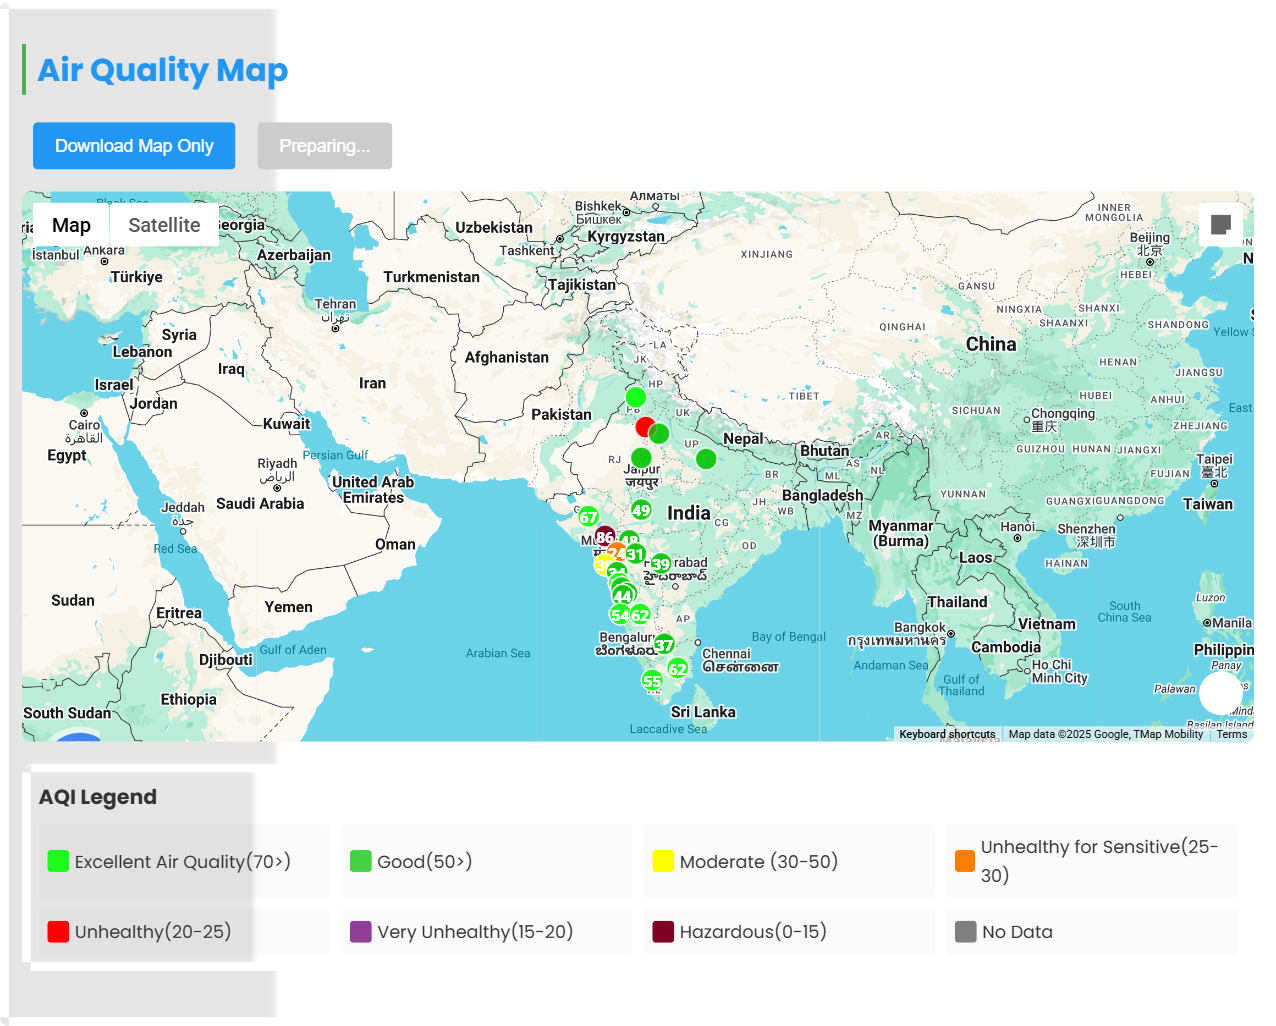 Air Quality Map
Download Map Only
Preparing...
Map
Satellite
Black Sea
Georgia
İstanbul
Ankara
Türkiye
Azerbaijan
Uzbekistan
Tashkent
Bishkek
Бишкек
Алматы
Kyrgyzstan
Turkmenistan
Tajikistan
XINJIANG
INNER
MONGOLIA
Beijing
北京
HEBEI
GANSU
NINGXIA
SHANXI
SHAANXI
SHANDONG
QINGHAI
China
HENAN
JIANGSU
Tehran
تهران
Syria
Lebanon
Iraq
Iran
Afghanistan
Israel
Jordan
Cairo
القاهرة
Egypt
Kuwait
Persian Gulf
Pakistan
LA
JK
HP
PB
UK
TIBET
SICHUAN
Chongqing
重庆
HUBEI
ANHUI
ZHEJIANG
East
HUNAN
JIANGXI
Nepal
UP
Bhutan
AR
AS
NL
ML
RJ
Jaipur
जयपुर
BR
JH
WB
Bangladesh
MZ
YUNNAN
GUIZHOU
FUJIAN
Taipei
臺北
Taiwan
GUANGXI
GUANGDONG
Riyadh
الرياض
Saudi Arabia
United Arab
Emirates
Jeddah
جدة
Red Sea
Oman
India
CG
OD
Myanmar
(Burma)
Hanoi
Shenzhen
深圳市
Laos
HAINAN
67
49
86
48
24
31
39
34
44
54
62
37
62
55
హైదరాబాద్
AP
Sudan
Eritrea
Yemen
Djibouti
Gulf of Aden
Ethiopia
South Sudan
Arabian Sea
Bengaluru
ಬೆಂಗಳೂರು
Chennai
சென்னை
Bay of Bengal
Sri Lanka
Laccadive Sea
Thailand
Bangkok
กรุงเทพมหานคร
Andaman Sea
Vietnam
Cambodia
Ho Chi
Minh City
Gulf of
Thailand
South
China Sea
Luzon
Manila
Philippin
Panay
Palawan
Basilan Island
Malaysia
Yellow
Keyboard shortcuts
Map data ©2025 Google, TMap Mobility
Terms
AQI Legend
Excellent Air Quality(70>)
Good(50>)
Moderate (30-50)
Unhealthy for Sensitive(25-
30)
Unhealthy(20-25)
Very Unhealthy(15-20)
Hazardous(0-15)
No Data